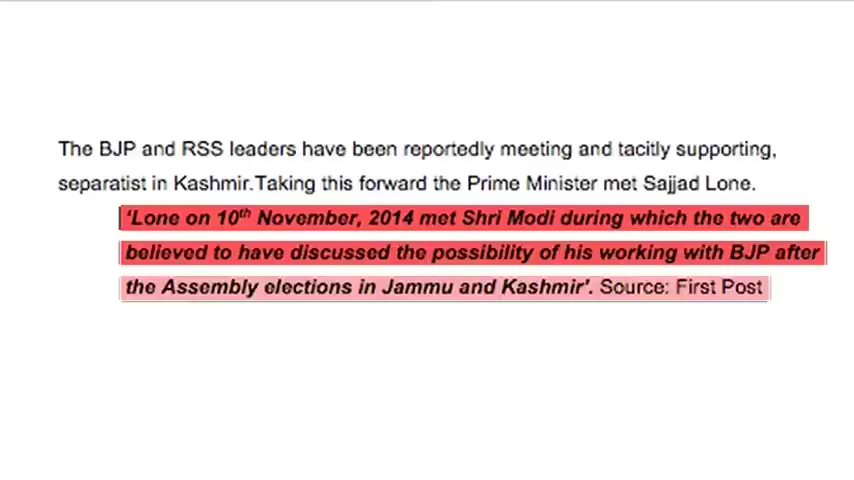 The BJP and RSS leaders have been reportedly meeting and tacitly supporting,
separatist in Kashmir.Taking this forward the Prime Minister met Sajjad Lone.
‘Lone on 10th November, 2014 met Shri Modi during which the two are
believed to have discussed the possibility of his working with BJP after
the Assembly elections in Jammu and Kashmir’. Source: First Post